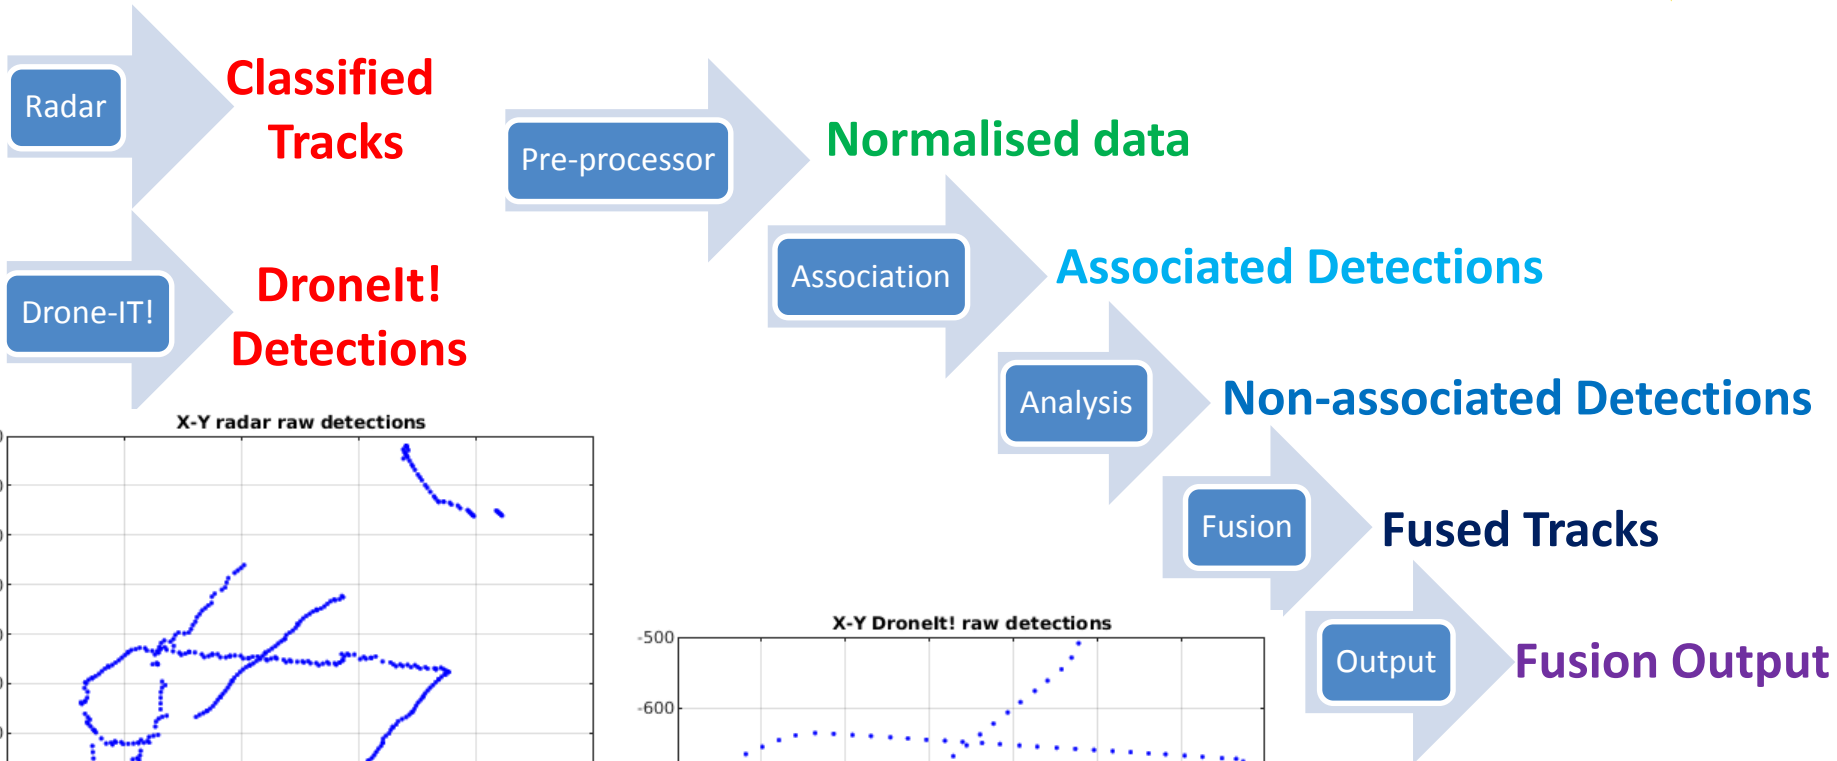 Radar
Classified
Tracks
Drone-IT!
DroneIt!
Detections
Pre-processor
Normalised data
Association
Associated Detections
Analysis
Non-associated Detections
Fusion
Fused Tracks
Output
Fusion Output
X-Y radar raw detections
X-Y DroneIt! raw detections
-500
-600